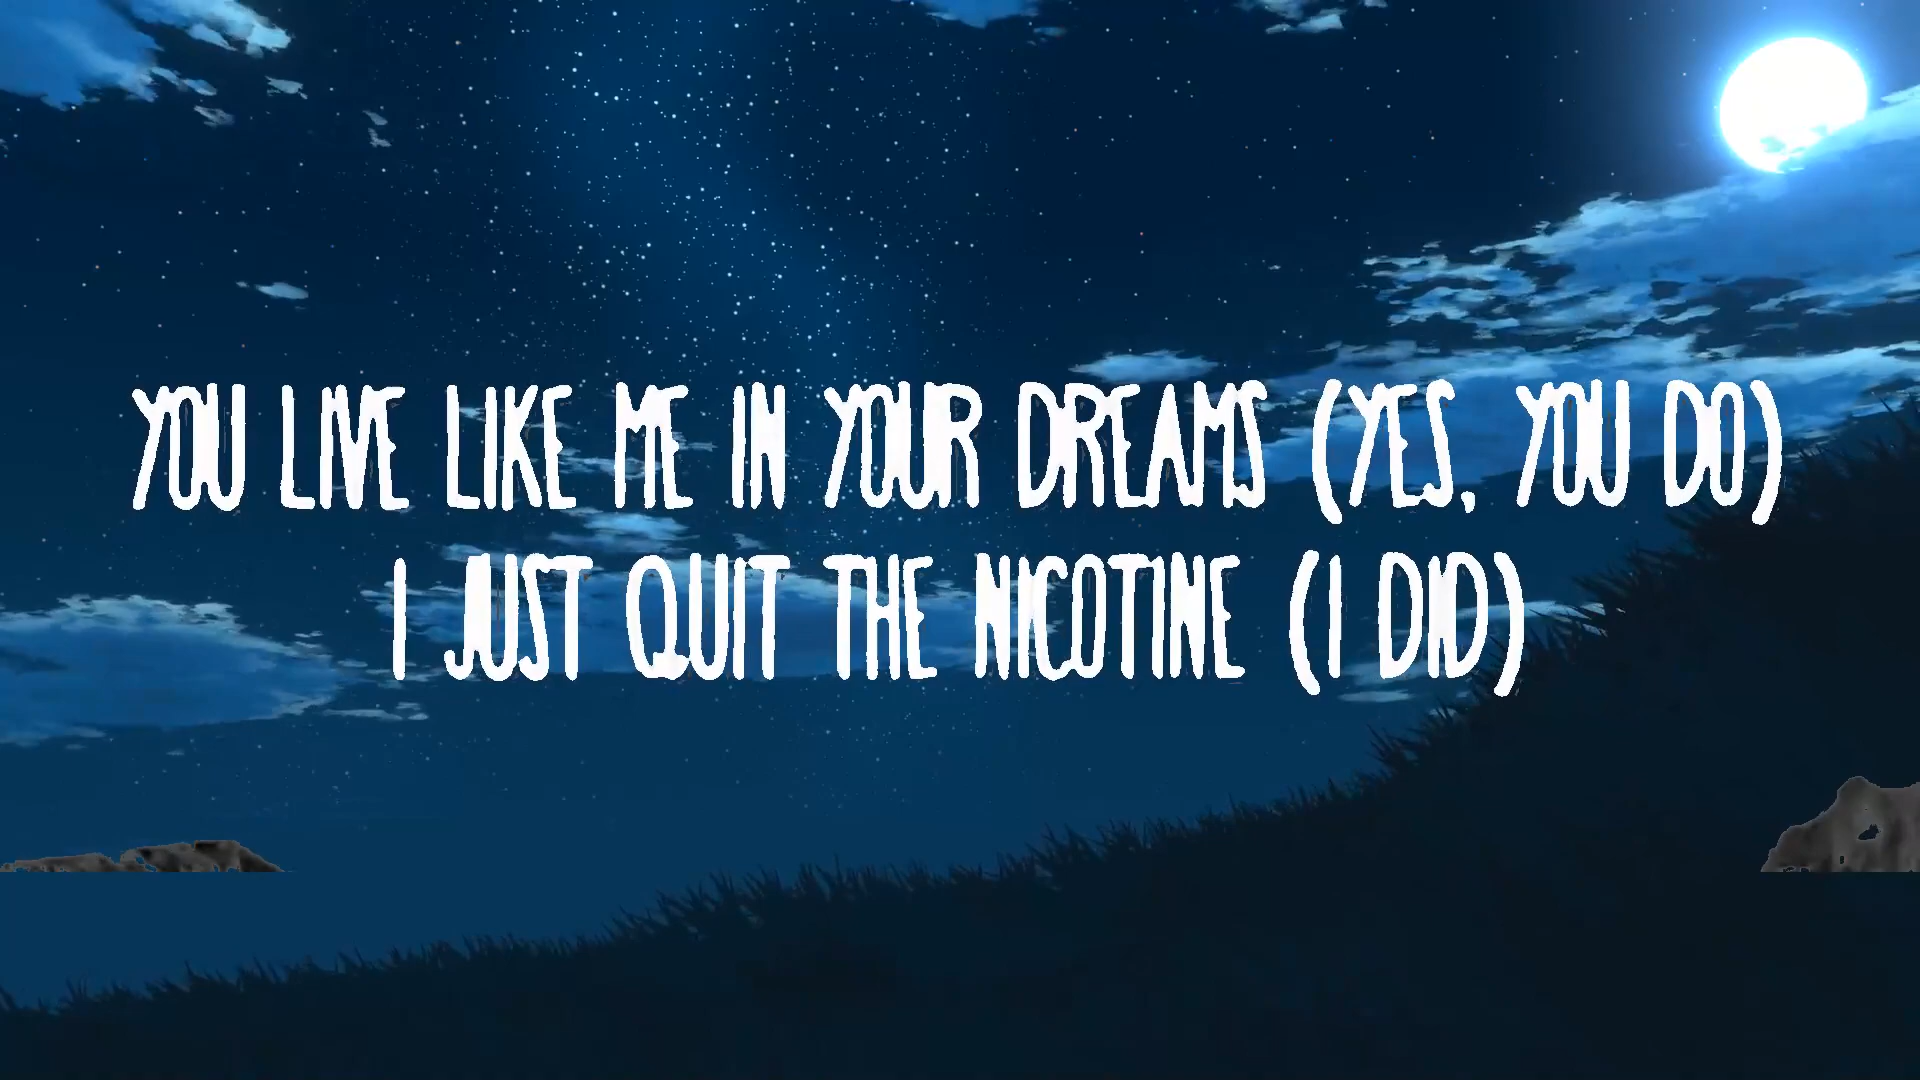 YOU LIVE LIKE ME IN YOUR DREAMS (YES, YOU DO)
I JUST QUIT THE NICOTINE (I DID)